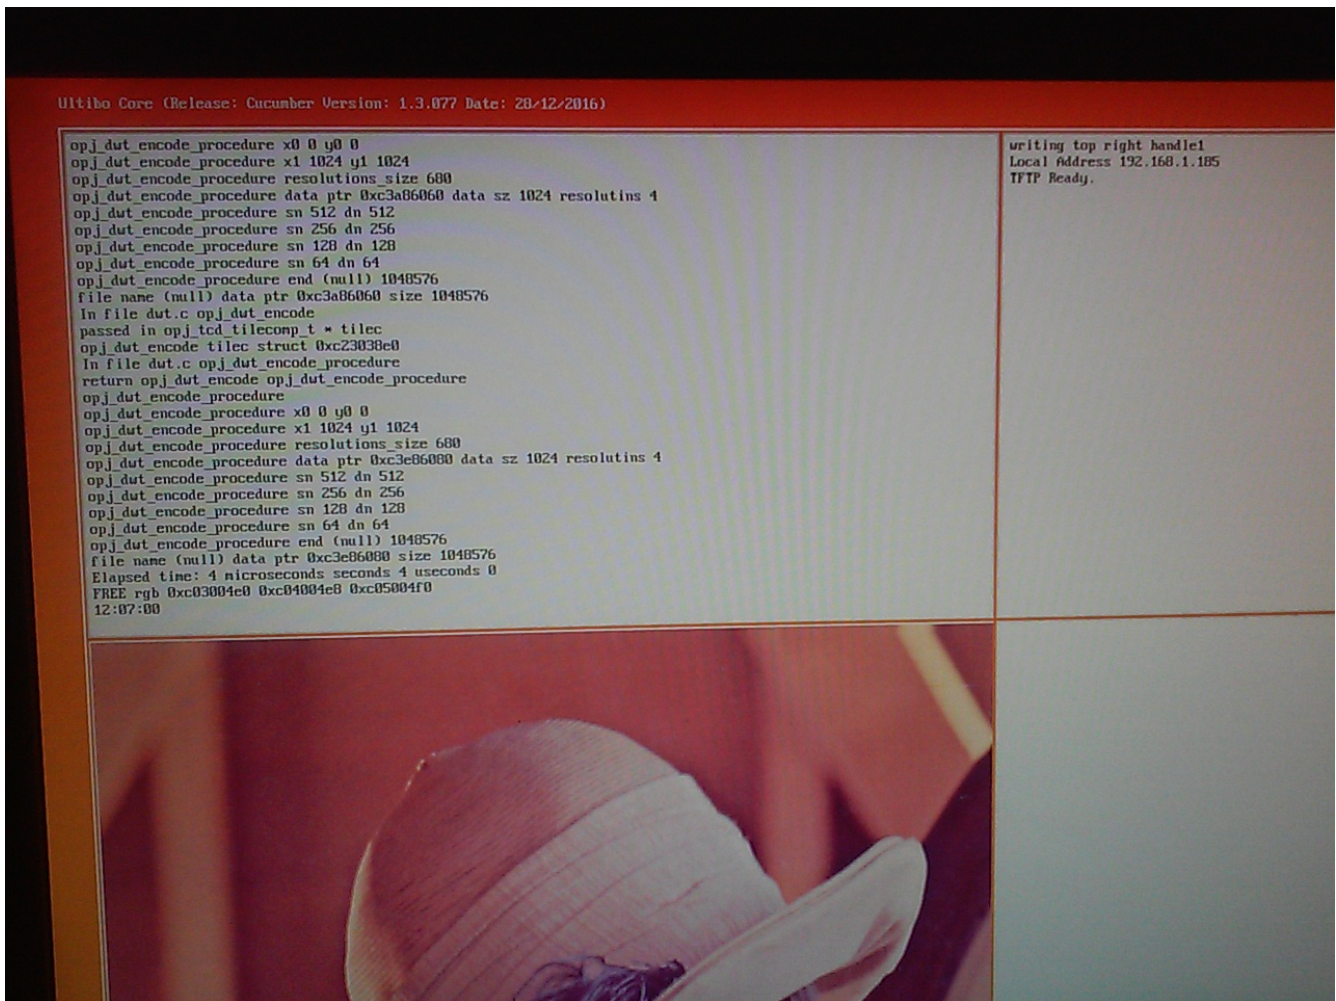 Ultibo Core (Release: Cucumber Version: 1.3.077 Date: 28/12/2016)
opj_dwt_encode_procedure x0 0 y0 0
opj_dwt_encode_procedure x1 1024 y1 1024
opj_dwt_encode_procedure resolutions_size 680
opj_dwt_encode_procedure data ptr 0xc3a86060 data sz 1024 resolutins 4
opj_dwt_encode_procedure sn 512 dn 512
opj_dwt_encode_procedure sn 256 dn 256
opj_dwt_encode_procedure sn 128 dn 128
opj_dwt_encode_procedure sn 64 dn 64
opj_dwt_encode_procedure end (null) 1048576
file name (null) data ptr 0xc3a86060 size 1048576
In file dwt.c opj_dwt_encode
passed in opj_tcd_tilecomp_t * tilec
opj_dwt_encode tilec struct 0xc23038e0
In file dwt.c opj_dwt_encode_procedure
return opj_dwt_encode opj_dwt_encode_procedure
opj_dwt_encode_procedure
opj_dwt_encode_procedure x0 0 y0 0
opj_dwt_encode_procedure x1 1024 y1 1024
opj_dwt_encode_procedure resolutions_size 680
opj_dwt_encode_procedure data ptr 0xc3e86080 data sz 1024 resolutins 4
opj_dwt_encode_procedure sn 512 dn 512
opj_dwt_encode_procedure sn 256 dn 256
opj_dwt_encode_procedure sn 128 dn 128
opj_dwt_encode_procedure sn 64 dn 64
opj_dwt_encode_procedure end (null) 1048576
file name (null) data ptr 0xc3e86080 size 1048576
Elapsed time: 4 microseconds seconds 4 useconds 0
FREE rgb 0xc03004e0 0xc04004e8 0xc05004f0
12:07:00
writing top right handle1
Local Address 192.168.1.185
TFTP Ready.